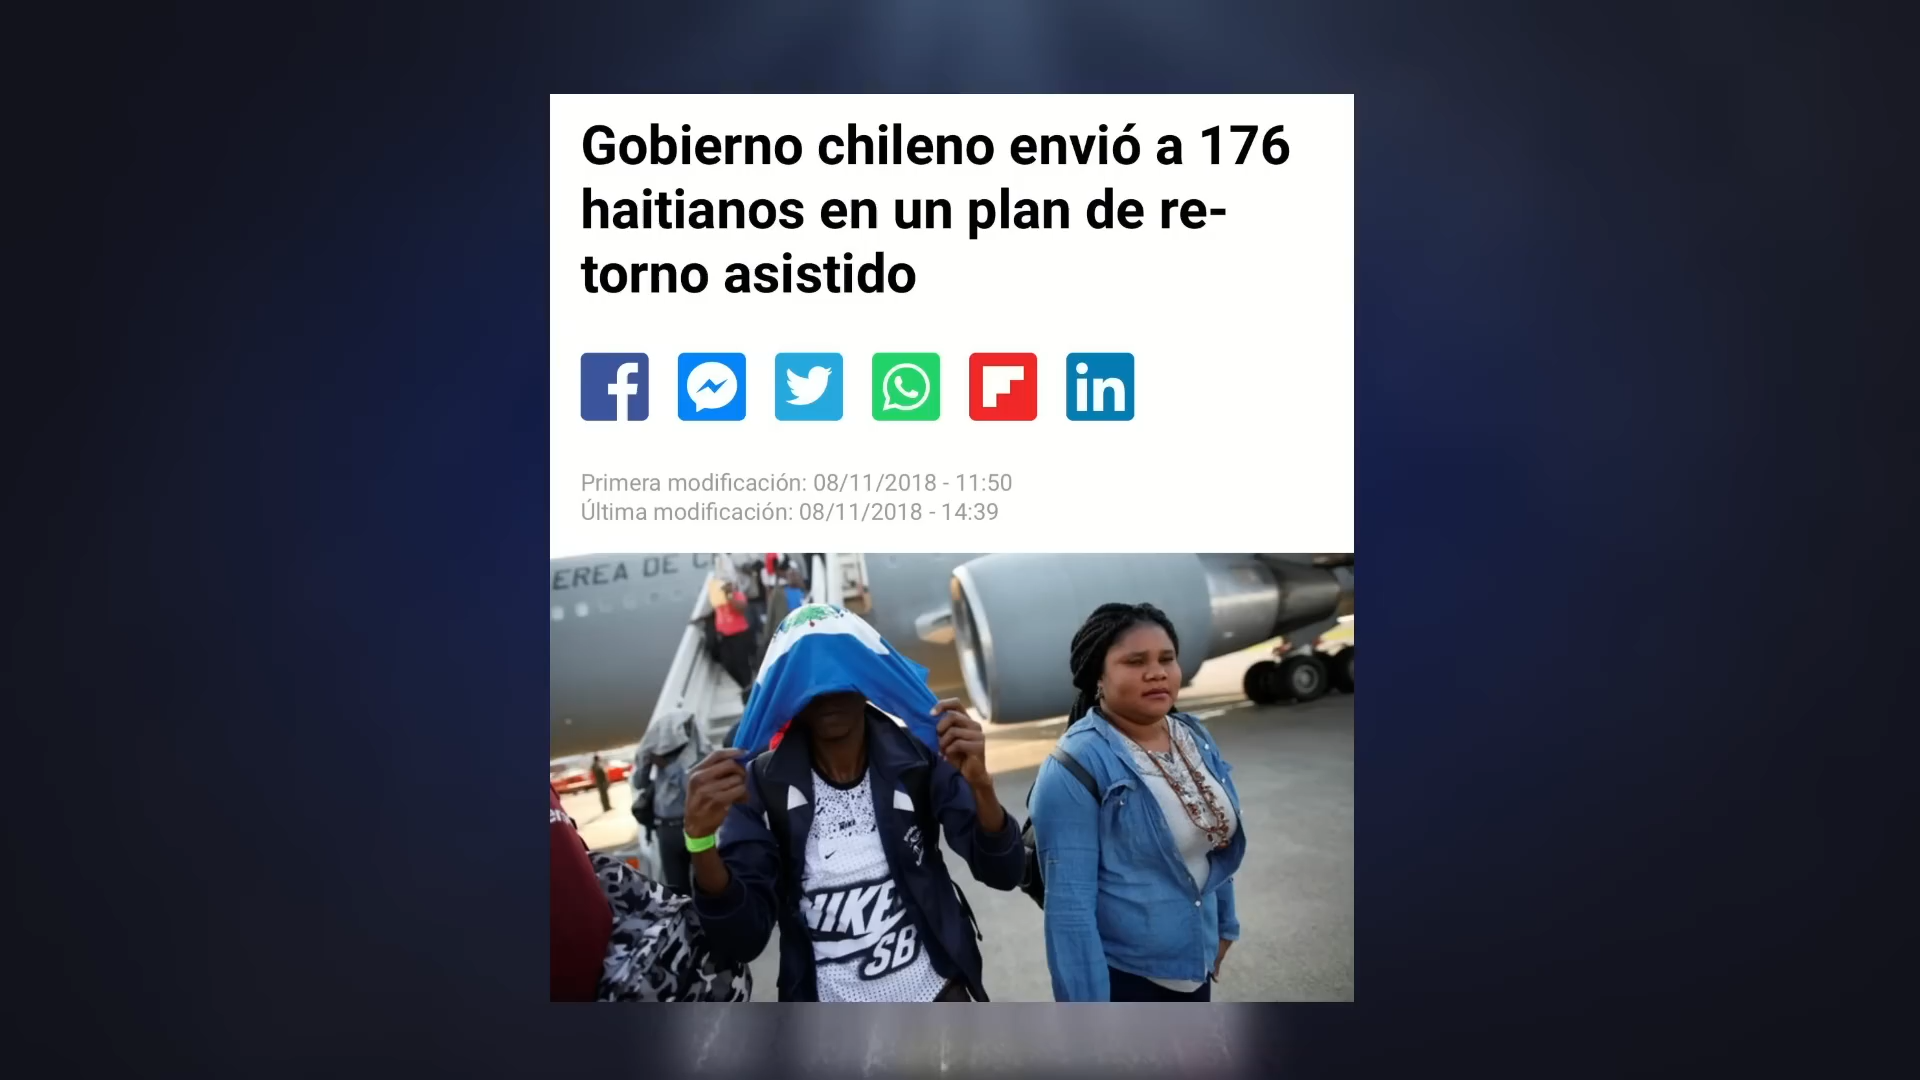 Gobierno chileno envió a 176
haitianos en un plan de re-
torno asistido
Primera modificación: 08/11/2018 - 11:50
Última modificación: 08/11/2018 - 14:39
EREA DE C
NIKE
SB